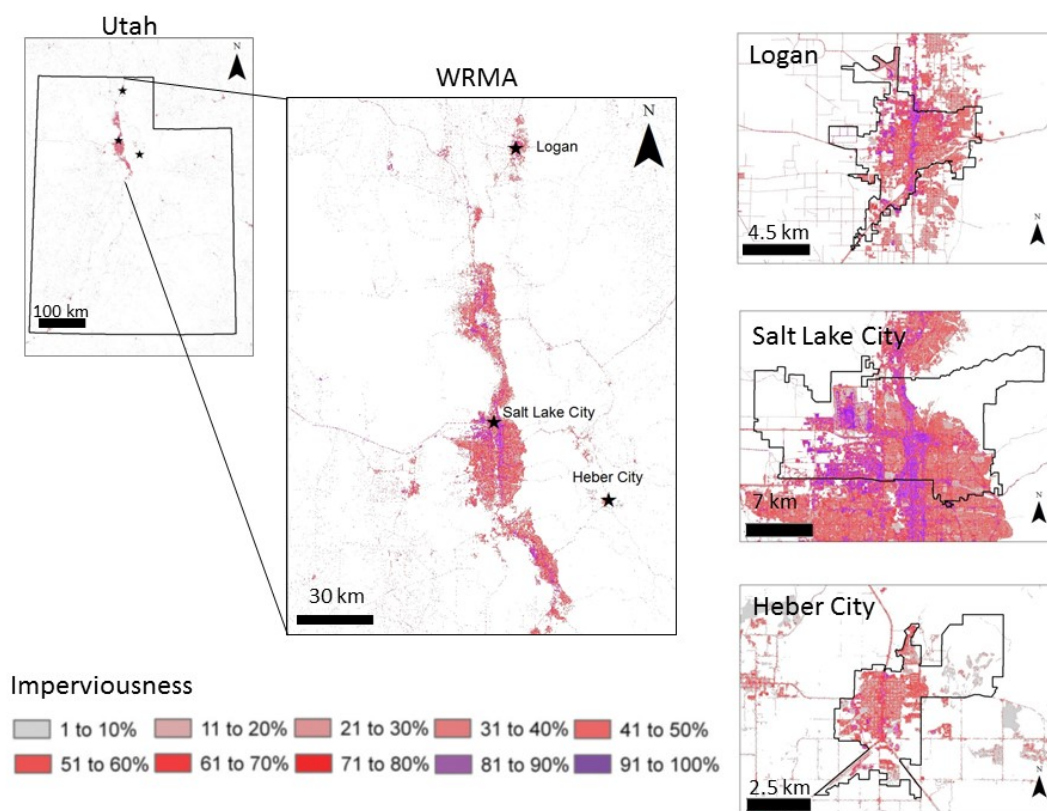 Utah
N
100 km
WRMA
N
Logan
Salt Lake City
Heber City
30 km
Logan
N
4.5 km
Salt Lake City
N
7 km
Heber City
N
2.5 km
Imperviousness
1 to 10%
11 to 20%
21 to 30%
31 to 40%
41 to 50%
51 to 60%
61 to 70%
71 to 80%
81 to 90%
91 to 100%